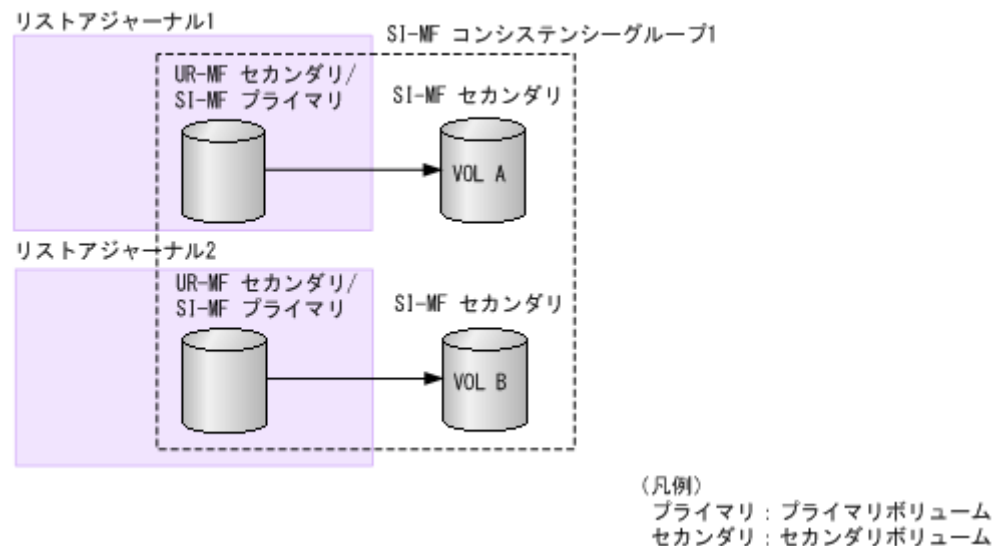 リストアジャーナル1
SI-MF コンシステンシーグループ1
UR-MF セカンダリ/
SI-MF プライマリ
SI-MF セカンダリ
VOL A
リストアジャーナル2
UR-MF セカンダリ/
SI-MF プライマリ
SI-MF セカンダリ
VOL B
(凡例)
プライマリ:プライマリボリューム
セカンダリ:セカンダリボリューム